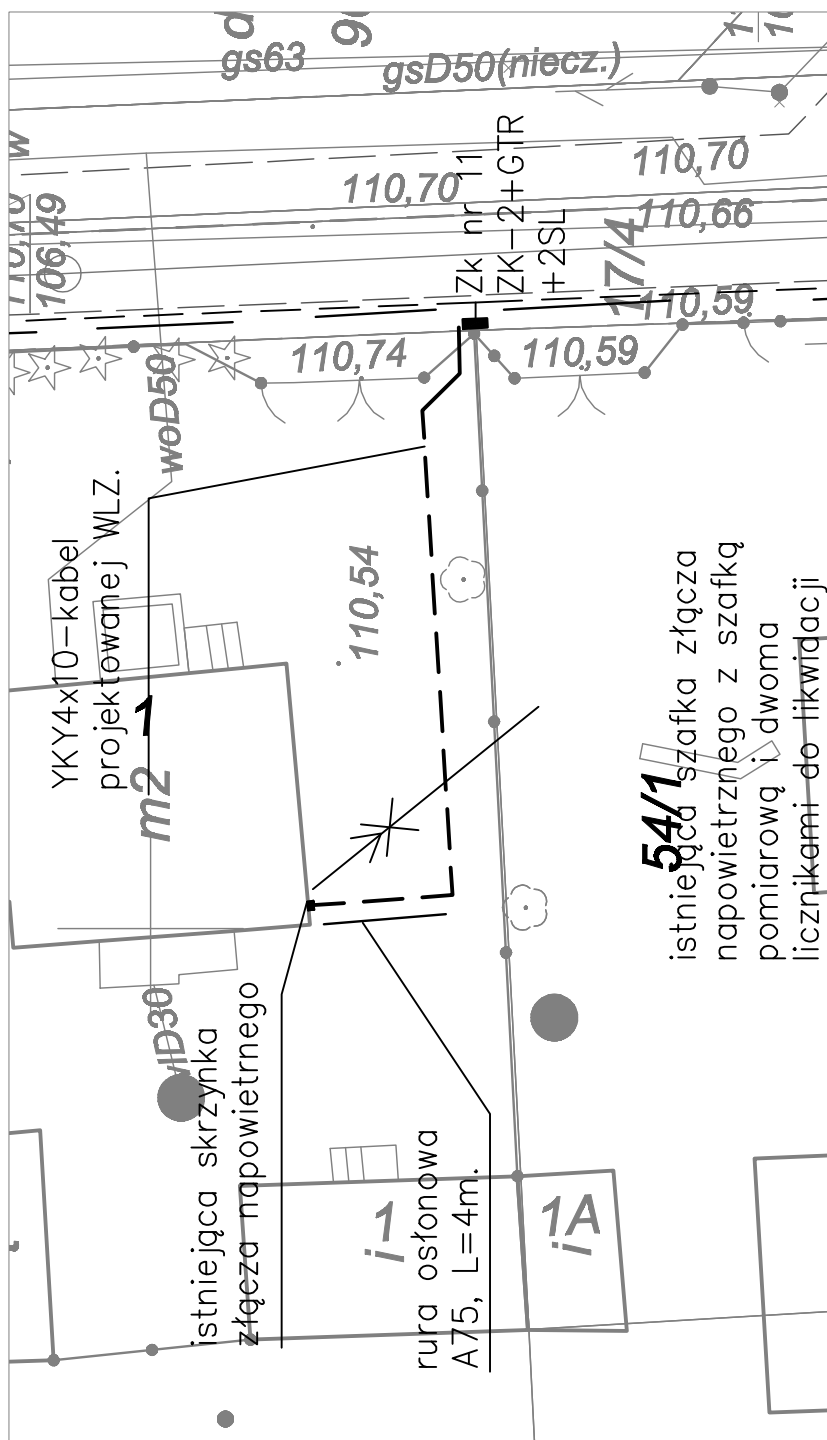 gs63
gsD50(niecz.)
w
110,70
110,70
106,49
Zk nr 11
ZK-2+GTR
+2SL
110,66
17/4
110,59
110,74
110,59
woD50
YKY4x10-kabel
projektowanej WLZ.
110,54
1
m2
54/1
istniejąca szafka złącza
napowietrznego z szafką
pomiarową i dwoma
licznikami do likwidacji
istniejąca skrzynka
złącza napowietrnego
rura osłonowa
A75, L=4m.
1
i
1A
i